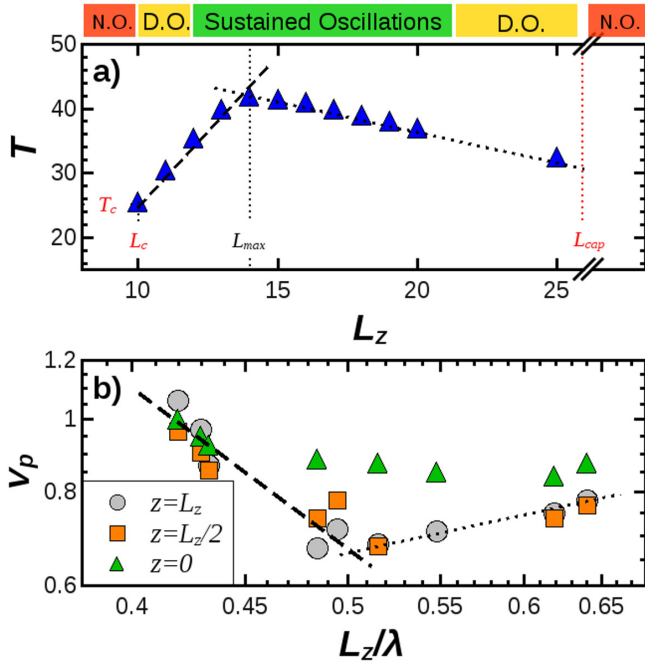 N.O. D.O. Sustained Oscillations D.O. N.O.
50
a)
40
T
30
T_c
20
L_c L_max L_cap
10 15 20 25
L_z
1.2
b)
1
V_p
0.8
z=L_z
z=L_z/2
z=0
0.6
0.4 0.45 0.5 0.55 0.6 0.65
L_z/λ